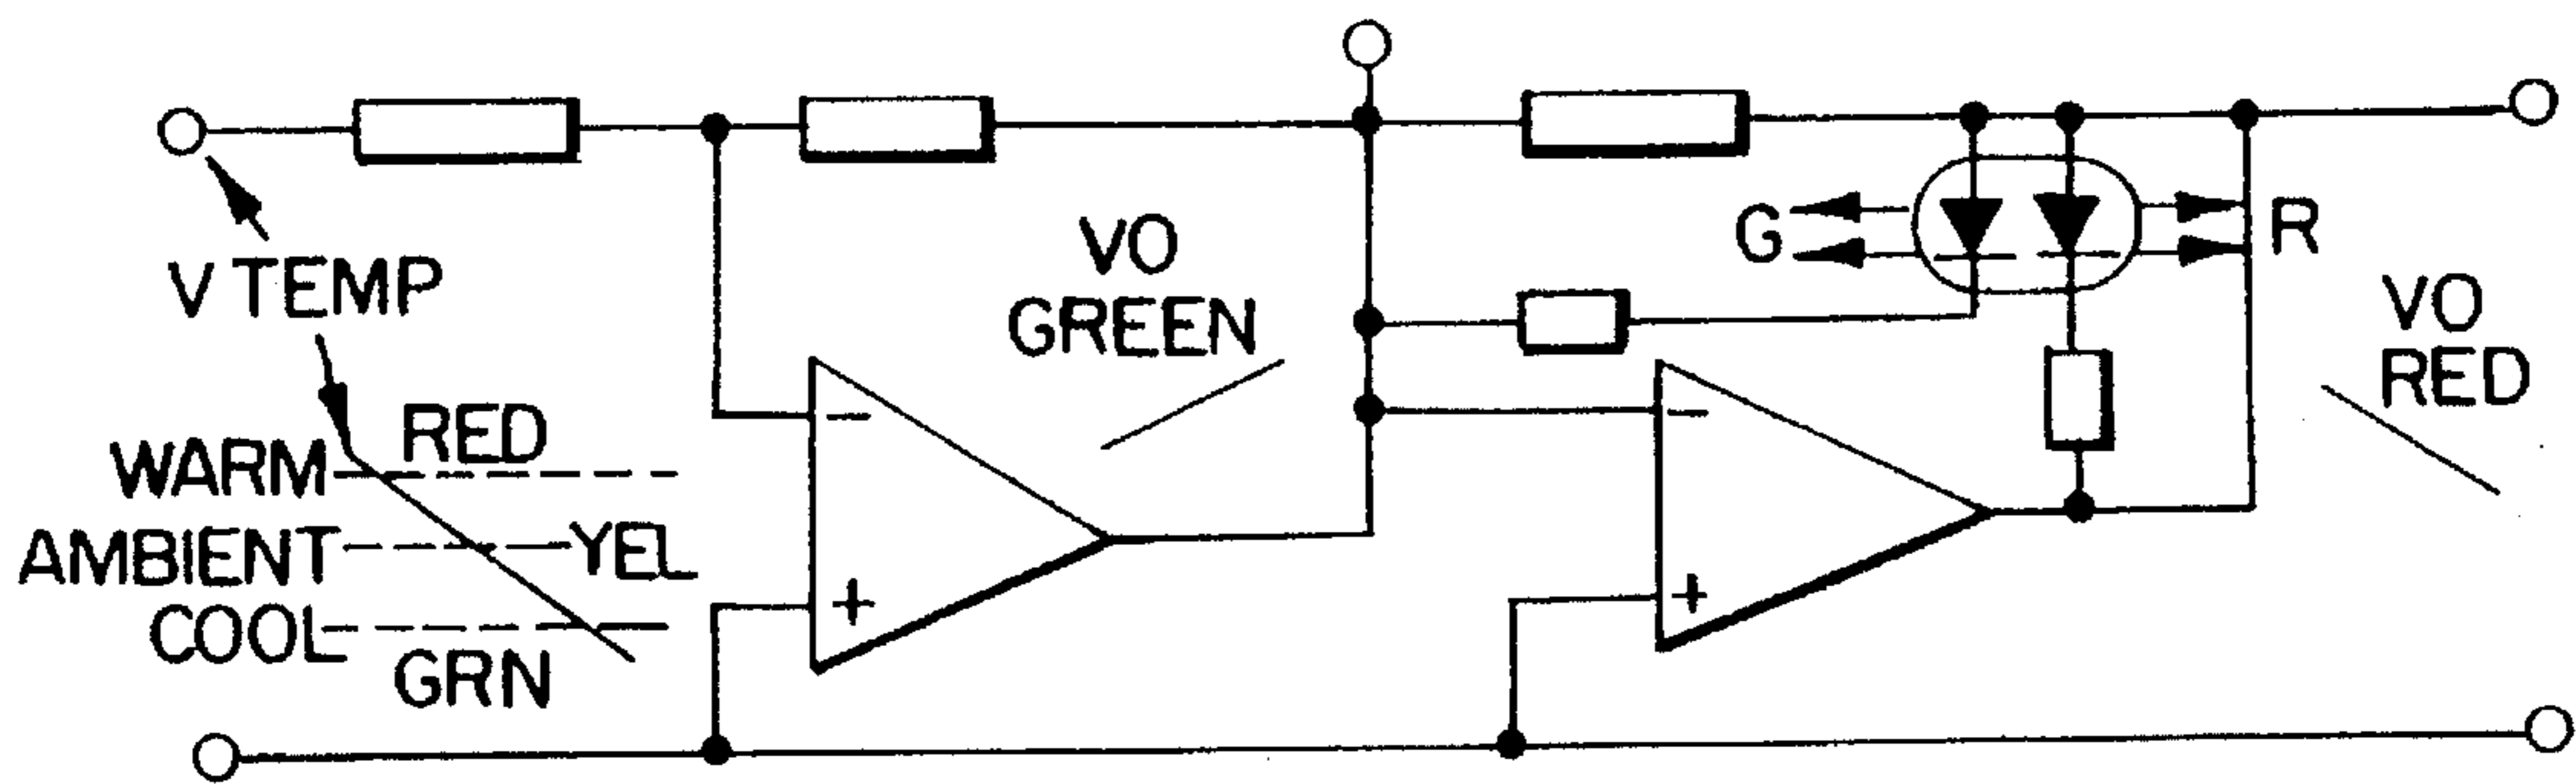 V TEMP
WARM
RED
AMBIENT
YEL
COOL
GRN
VO
GREEN
−
+
G
R
−
+
VO
RED